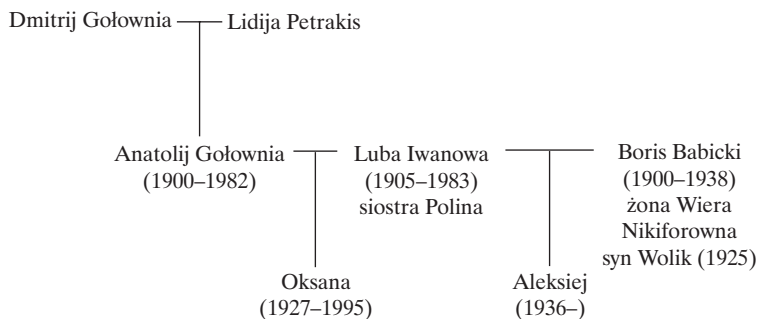 Dmitrij Gołownia Lidija Petrakis
Anatolij Gołownia
(1900–1982)
Luba Iwanowa
(1905–1983)
siostra Polina
Boris Babicki
(1900–1938)
żona Wiera
Nikiforowna
syn Wolik (1925)
Oksana
(1927–1995)
Aleksiej
(1936–)